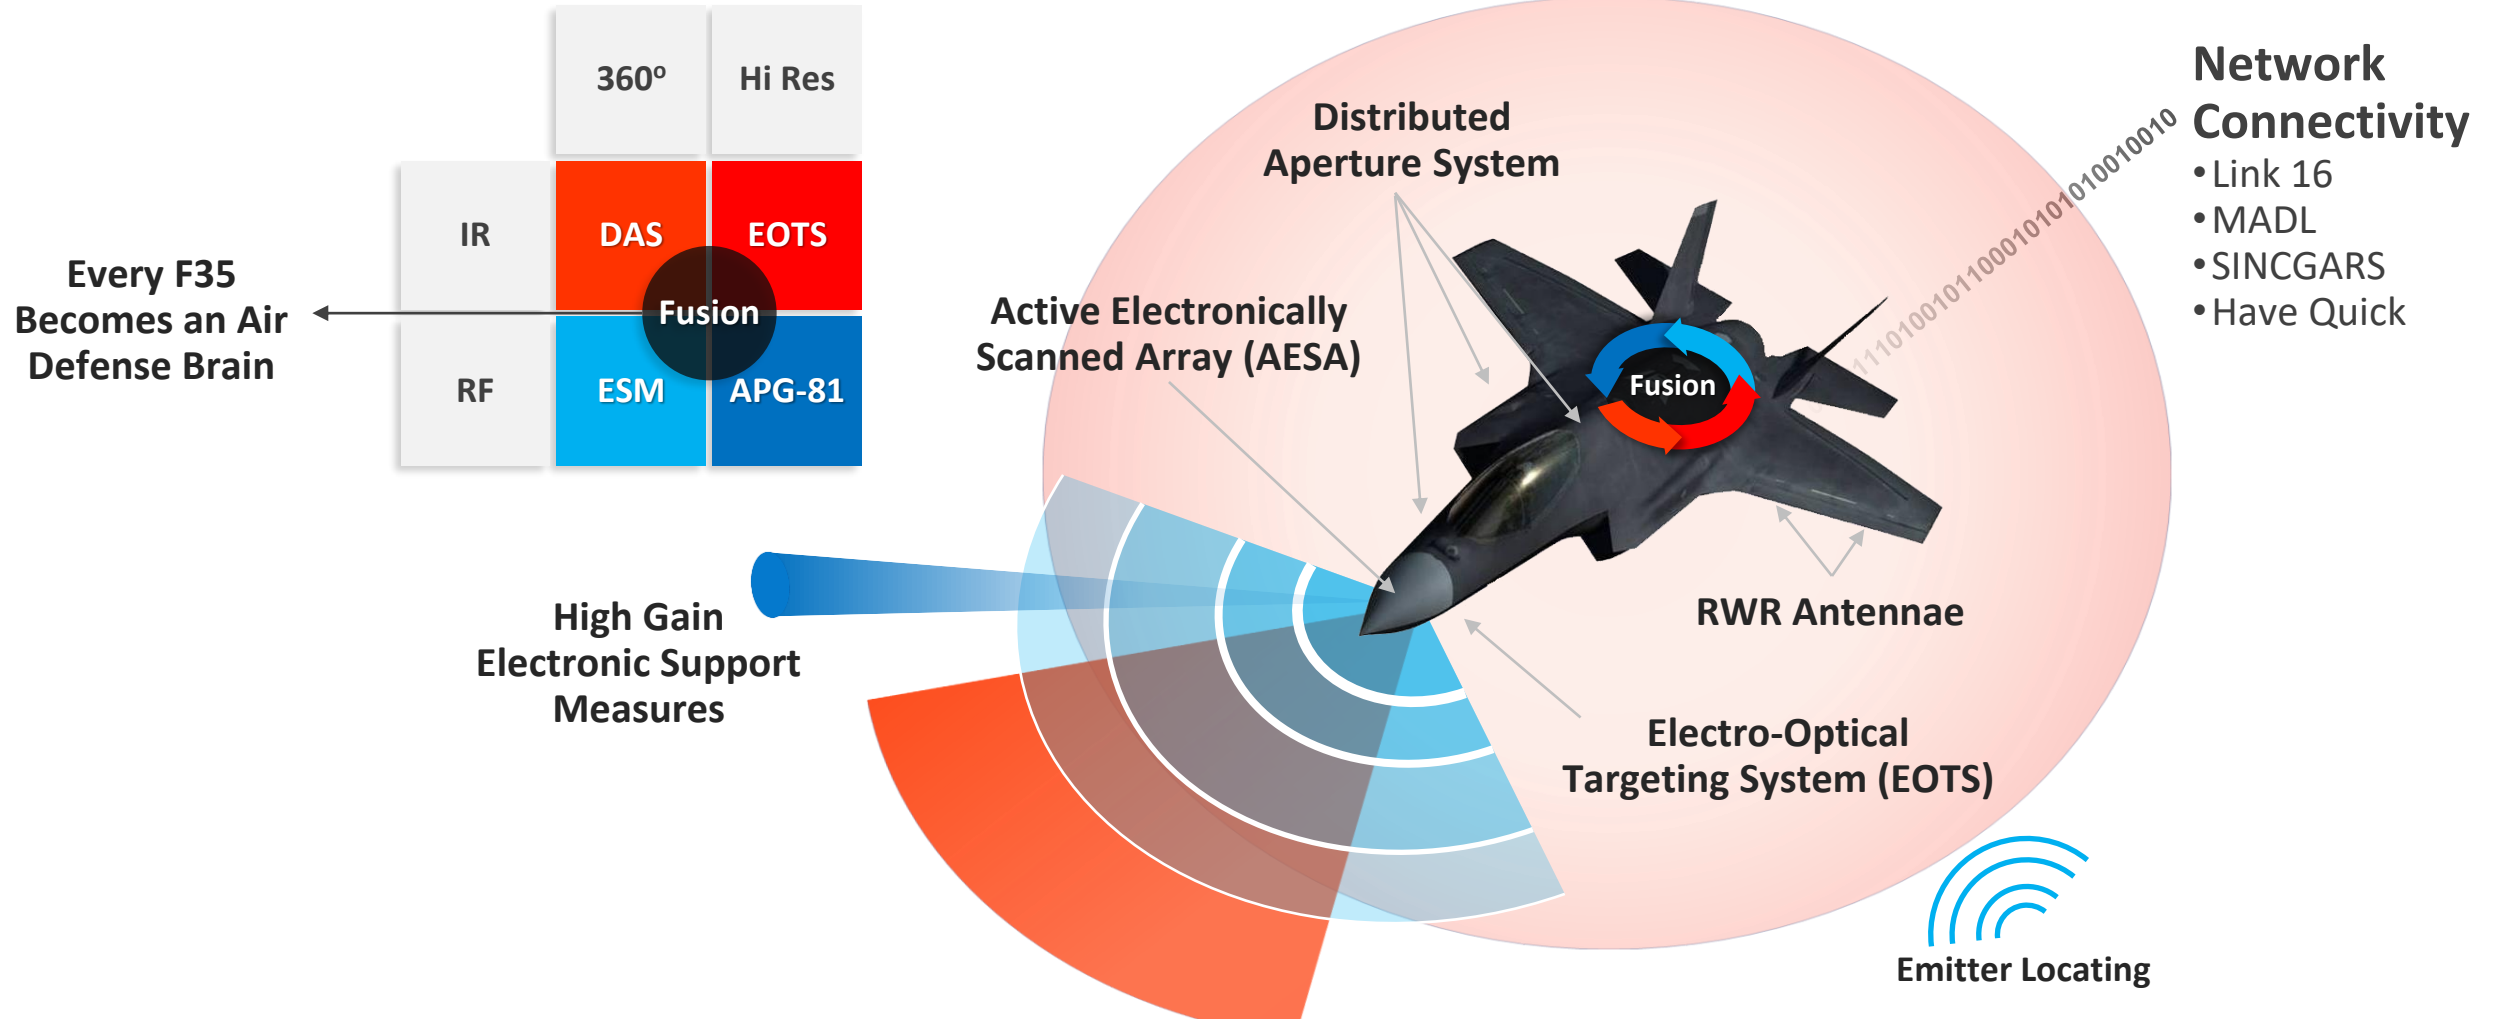 360º
Hi Res
IR
DAS
EOTS
Fusion
RF
ESM
APG-81
Every F35
Becomes an Air
Defense Brain
Distributed
Aperture System
Active Electronically
Scanned Array (AESA)
Fusion
Network
Connectivity
•Link 16
•MADL
•SINCGARS
•Have Quick
High Gain
Electronic Support
Measures
RWR Antennae
Electro-Optical
Targeting System (EOTS)
Emitter Locating